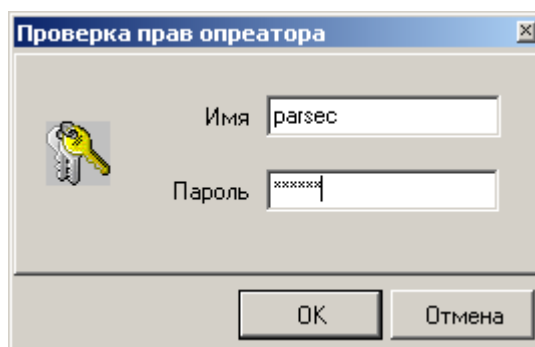 Проверка прав опреатора
Имя parsec
Пароль ××××××
OK Отмена